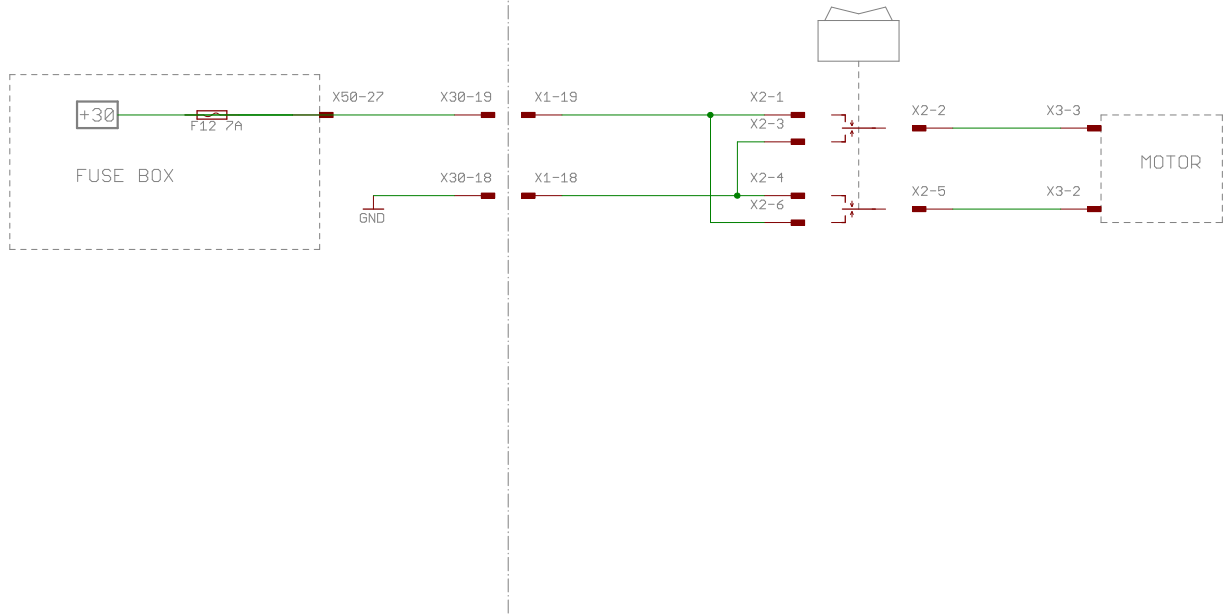 X50-27
X30-19
X1-19
X2-1
+30
F12 7A
X2-3
X2-2
X3-3
FUSE BOX
MOTOR
X30-18
X1-18
X2-4
GND
X2-6
X2-5
X3-2